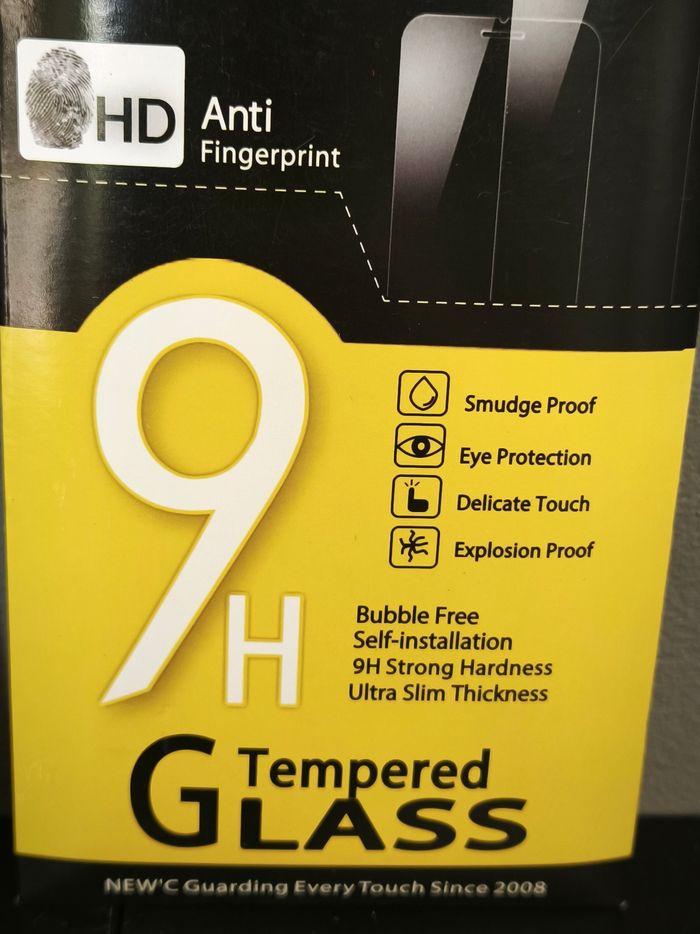 HD
Anti
Fingerprint
9H
Smudge Proof
Eye Protection
Delicate Touch
Explosion Proof
Bubble Free
Self-installation
9H Strong Hardness
Ultra Slim Thickness
Tempered
GLASS
NEW'C Guarding Every Touch Since 2008